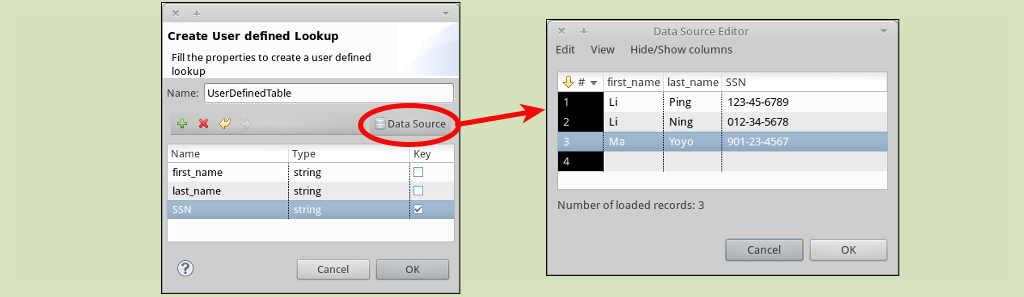 Create User defined Lookup
Fill the properties to create a user defined
lookup
Name: UserDefinedTable
Data Source
Name Type Key
first_name string
last_name string
SSN string
? Cancel OK
Data Source Editor
Edit View Hide/Show columns
# first_name last_name SSN
1 Li Ping 123-45-6789
2 Li Ning 012-34-5678
3 Ma Yoyo 901-23-4567
4
Number of loaded records: 3
Cancel OK